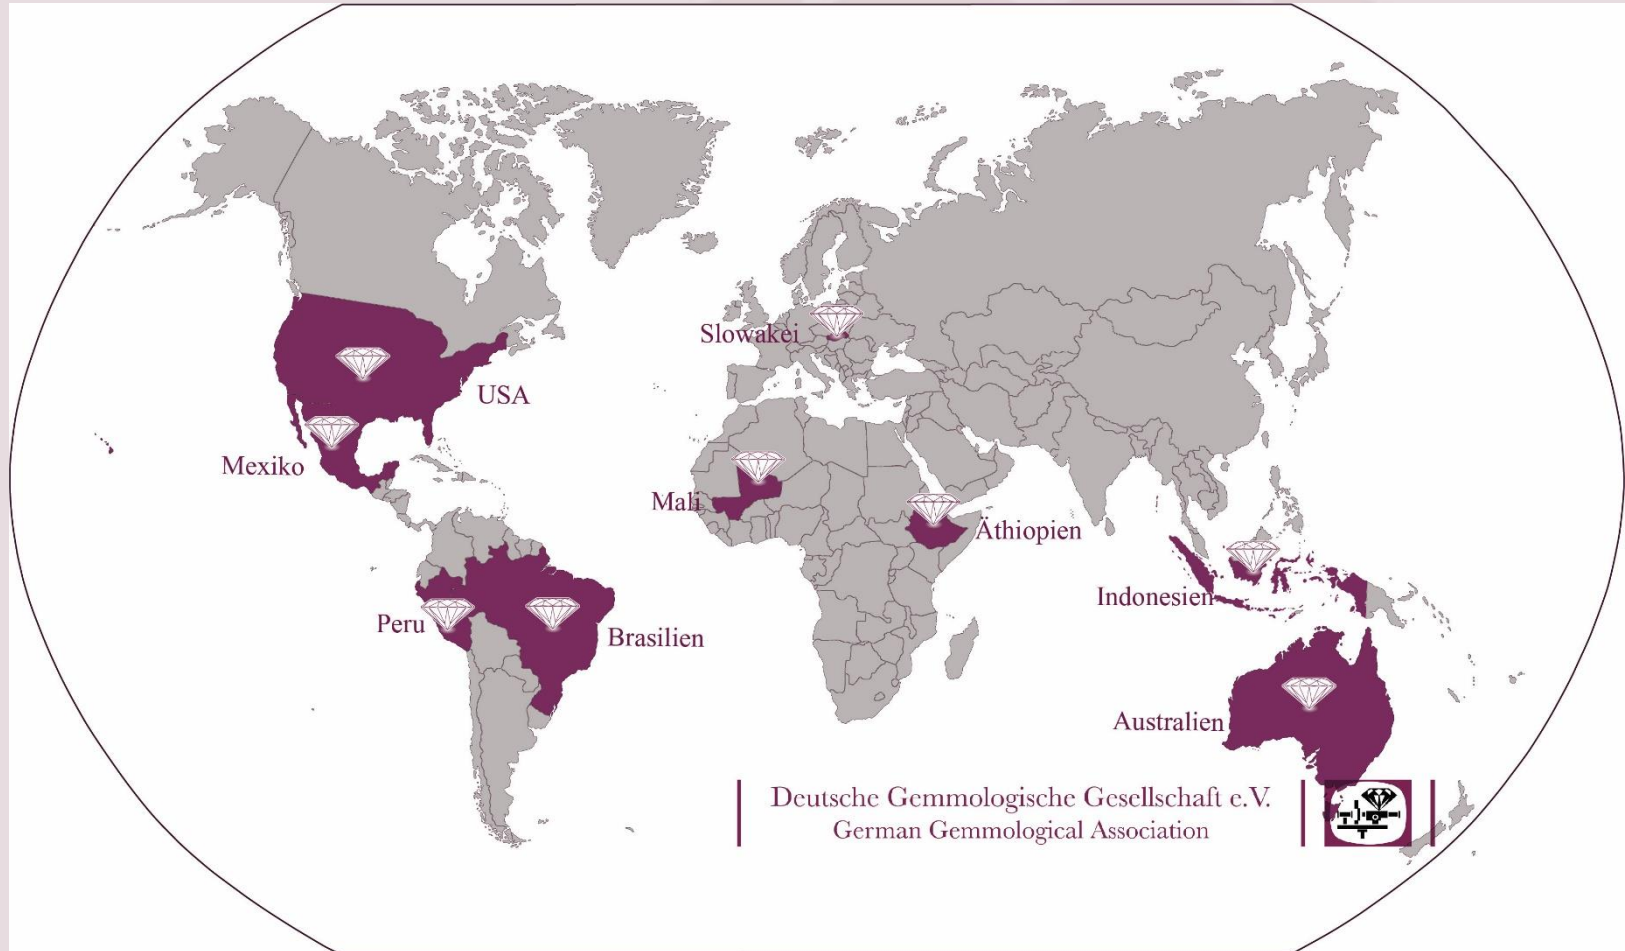 Slowakei
USA
Mexiko
Mali
Äthiopien
Indonesien
Peru
Brasilien
Australien
Deutsche Gemmologische Gesellschaft e.V.
German Gemmological Association